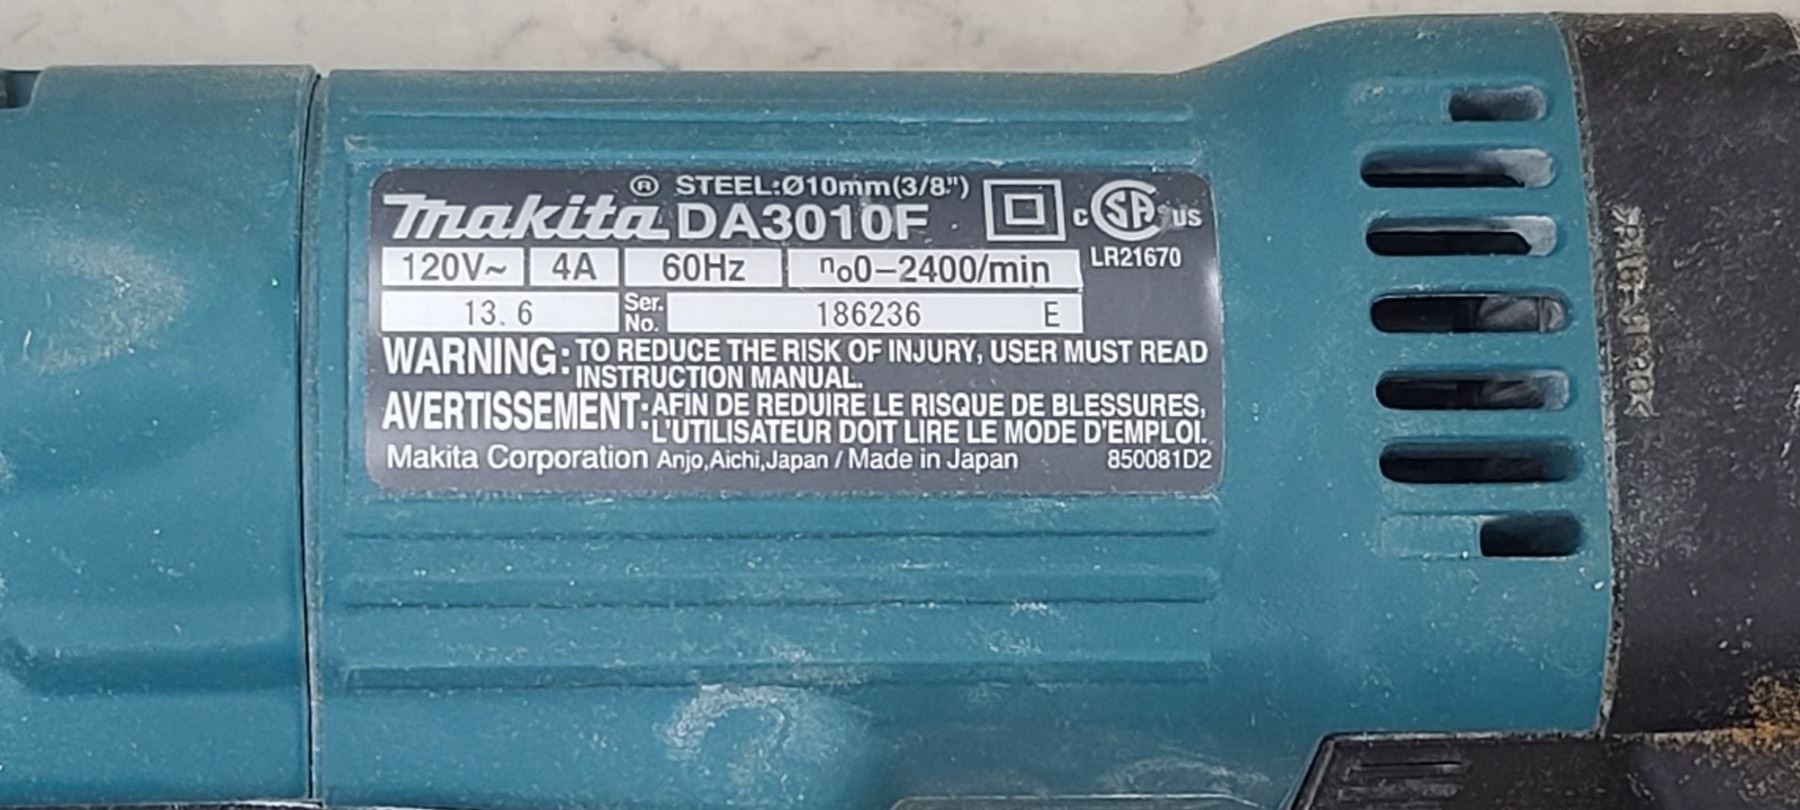 ® STEEL:Ø10mm(3/8")
makita DA3010F
c SA US
LR21670
120V~ 4A 60Hz n₀0–2400/min
13.6 Ser. No. 186236 E
WARNING: TO REDUCE THE RISK OF INJURY, USER MUST READ
INSTRUCTION MANUAL.
AVERTISSEMENT: AFIN DE REDUIRE LE RISQUE DE BLESSURES,
L'UTILISATEUR DOIT LIRE LE MODE D'EMPLOI.
Makita Corporation Anjo,Aichi,Japan / Made in Japan 850081D2